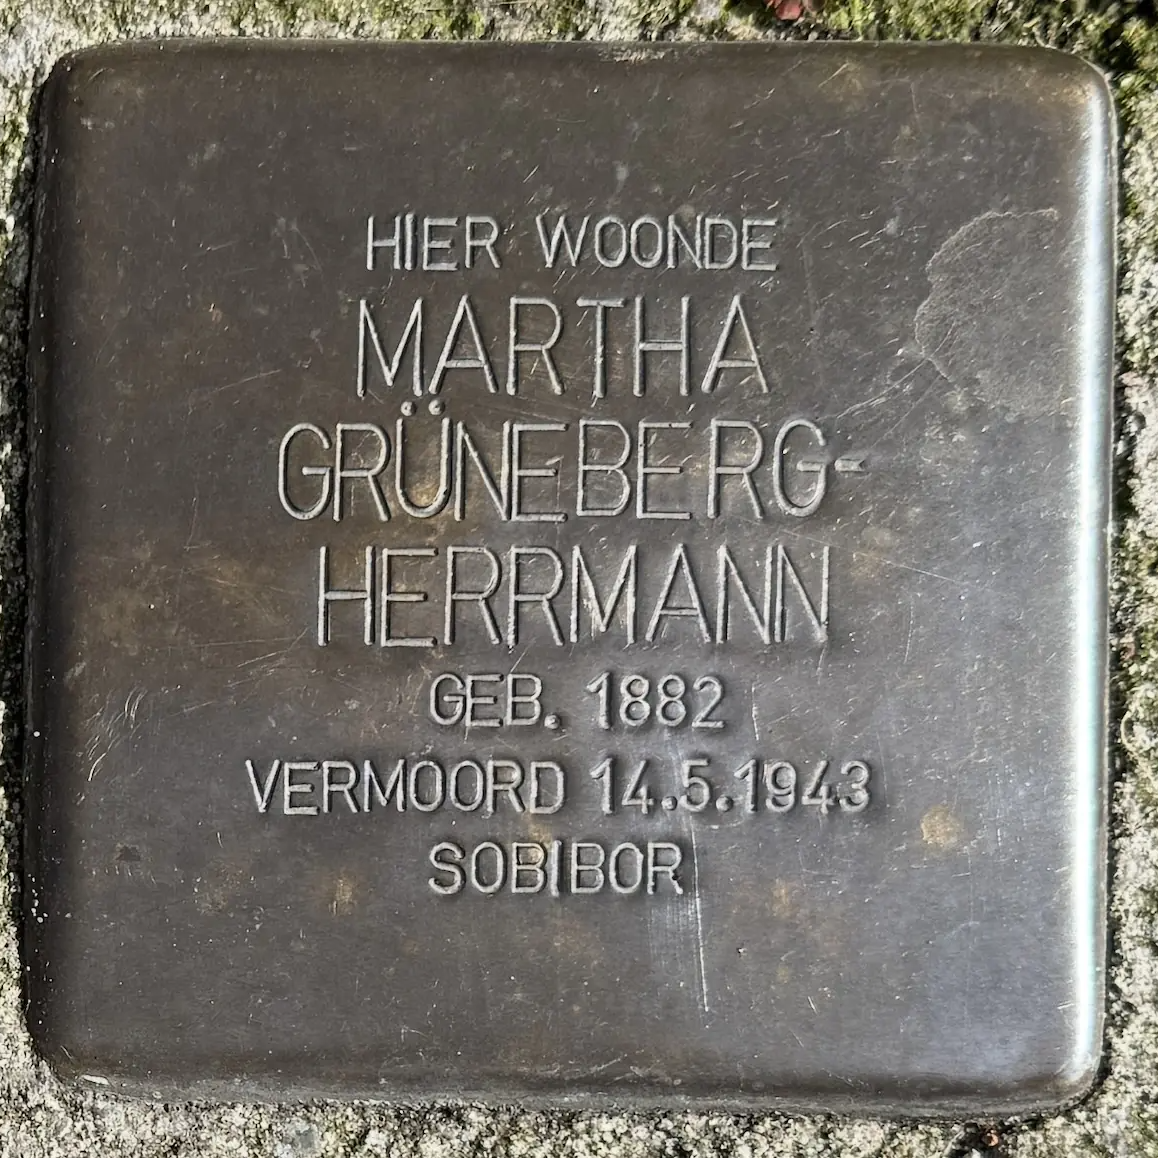 HIER WOONDE
MARTHA
GRÜNEBERG-
HERRMANN
GEB. 1882
VERMOORD 14.5.1943
SOBIBOR